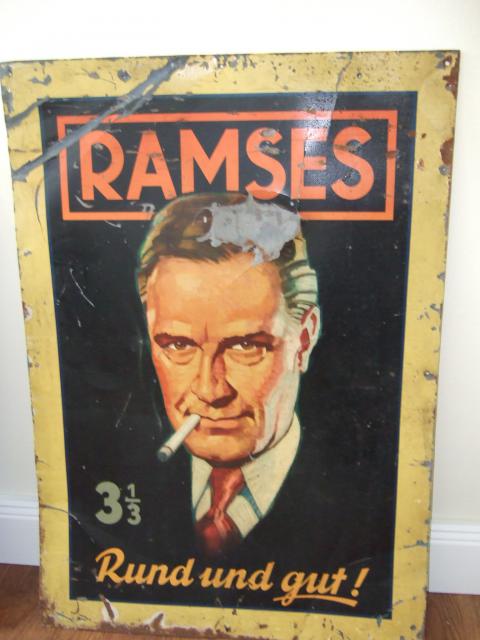 RAMSES
3 1/3
Rund und gut!